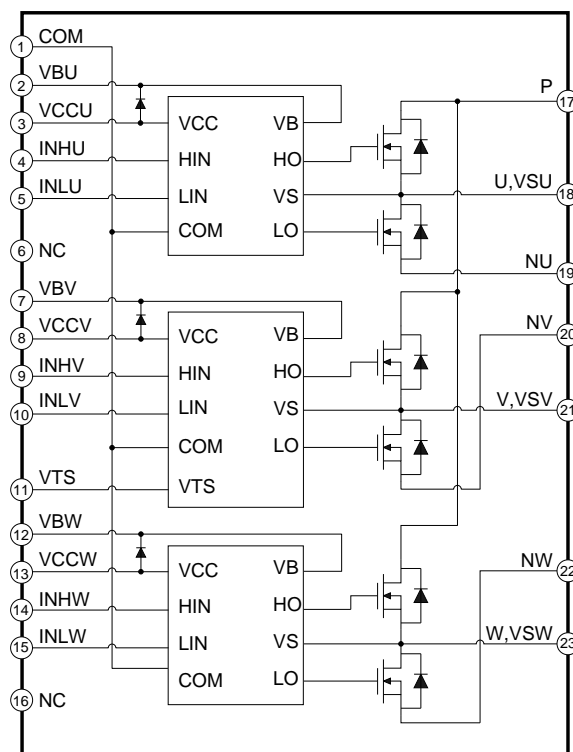 1 COM
2 VBU
3 VCCU
4 INHU
5 INLU
6 NC
7 VBV
8 VCCV
9 INHV
10 INLV
11 VTS
12 VBW
13 VCCW
14 INHW
15 INLW
16 NC
VCC VB
HIN HO
LIN VS
COM LO
VCC VB
HIN HO
LIN VS
COM LO
VTS
VCC VB
HIN HO
LIN VS
COM LO
P 17
U,VSU 18
NU 19
NV 20
V,VSV 21
NW 22
W,VSW 23